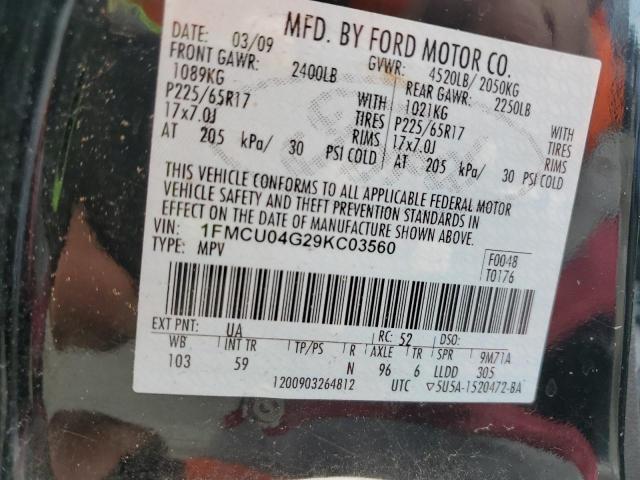 MFD. BY FORD MOTOR CO.
DATE: 03/09 GVWR: 4520LB/ 2050KG
FRONT GAWR: 2400LB REAR GAWR: 2250LB
1089KG 1021KG
P225/65R17 WITH TIRES P225/65R17 WITH TIRES
17x7.0J RIMS 17x7.0J RIMS
AT 205 kPa/ 30 PSI COLD AT 205 kPa/ 30 PSI COLD
THIS VEHICLE CONFORMS TO ALL APPLICABLE FEDERAL MOTOR
VEHICLE SAFETY AND THEFT PREVENTION STANDARDS IN
EFFECT ON THE DATE OF MANUFACTURE SHOWN ABOVE.
VIN: 1FMCU04G29KC03560
TYPE: MPV F0048
T0176
EXT PNT: UA RC: 52 DSO:
WB INT TR TP/PS R AXLE TR SPR 9M71A
103 59 N 96 6 LLDD 305
1200903264812 UTC ▽5U5A-1520472-BA